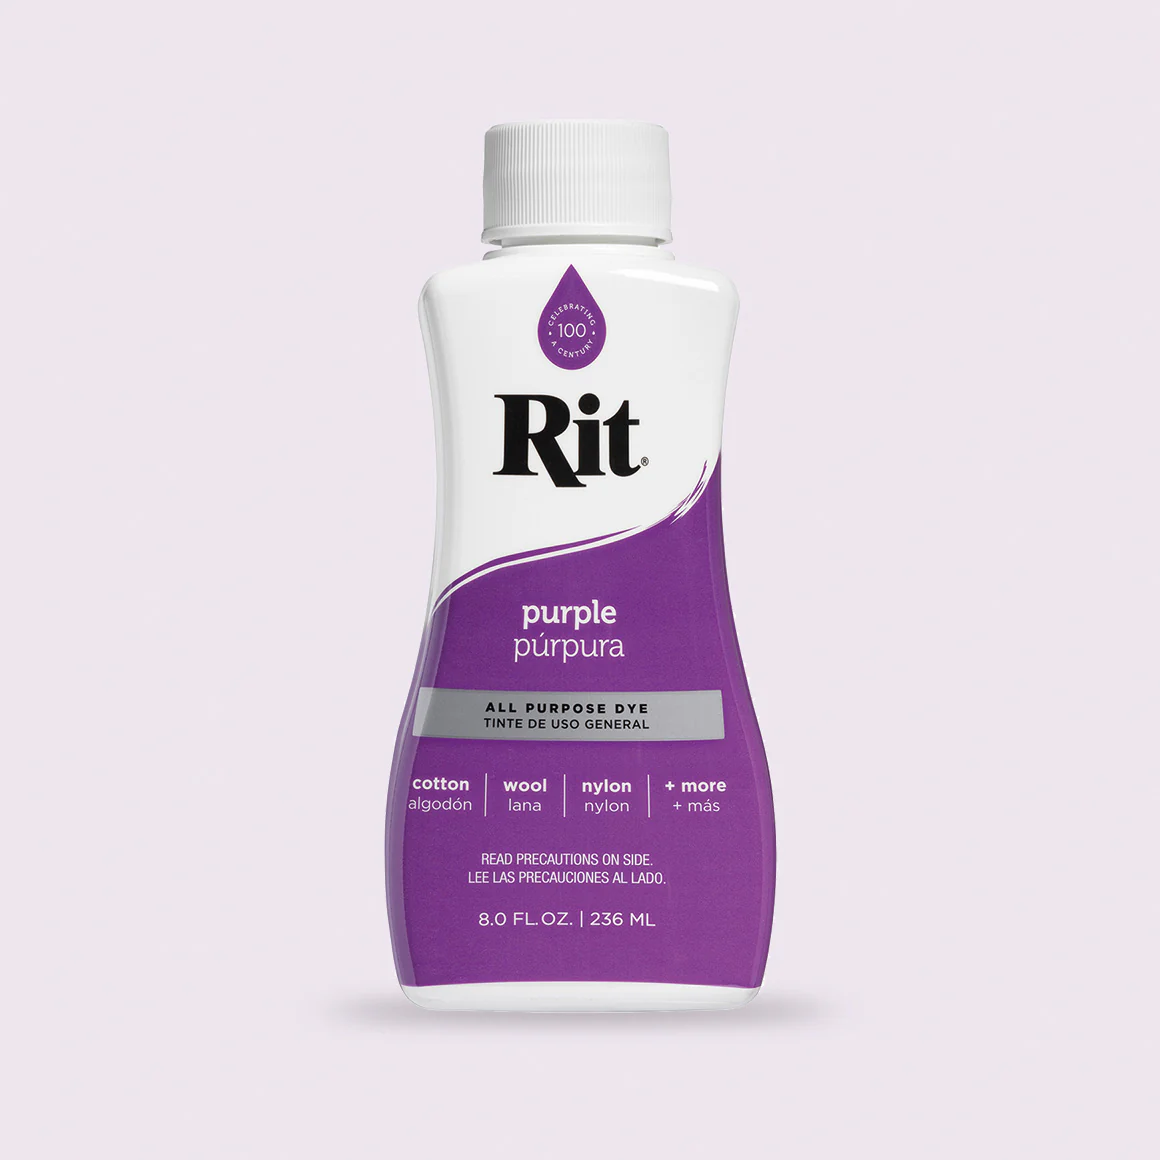 CELEBRATING
100
A CENTURY
Rit®
purple
púrpura
ALL PURPOSE DYE
TINTE DE USO GENERAL
cotton | wool | nylon | + more
algodón | lana | nylon | + más
READ PRECAUTIONS ON SIDE.
LEE LAS PRECAUCIONES AL LADO.
8.0 FL.OZ. | 236 ML